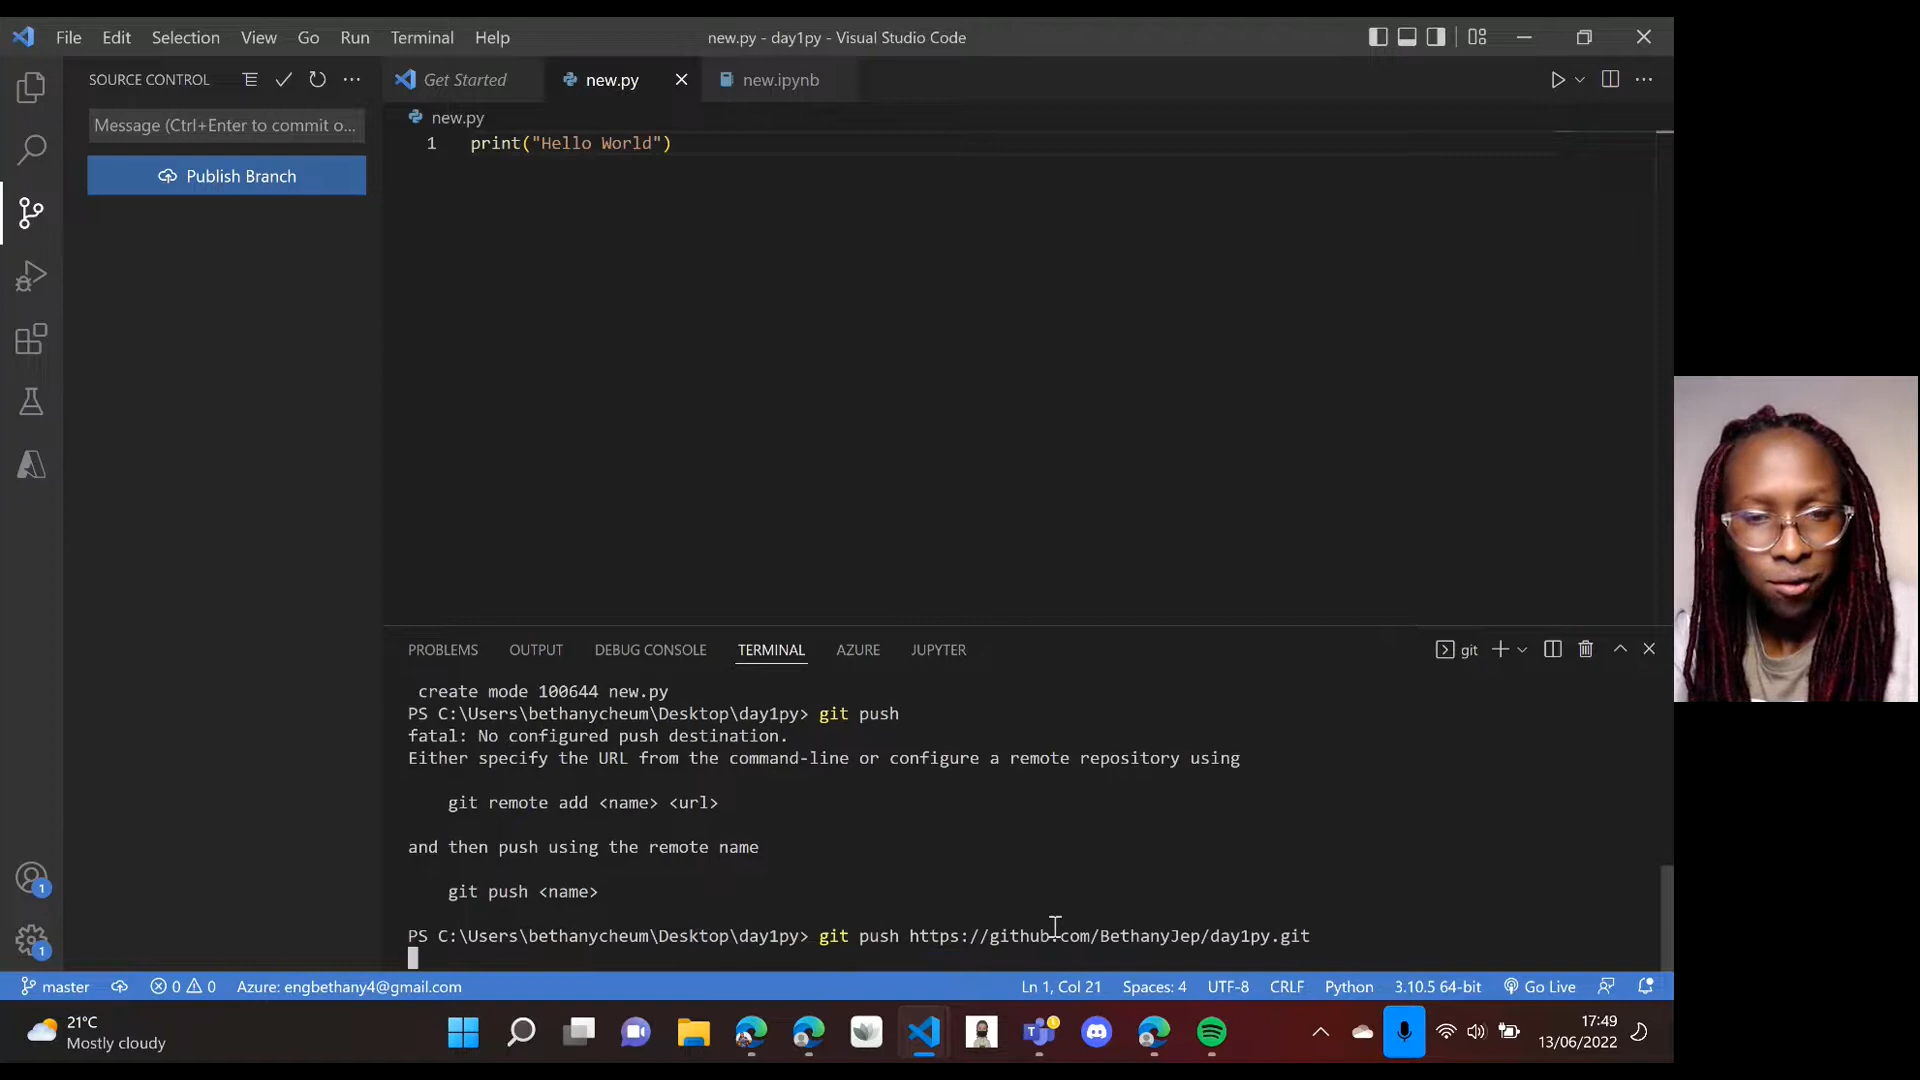 File Edit Selection View Go Run Terminal Help
new.py - day1py - Visual Studio Code
SOURCE CONTROL
Get Started
new.py
new.ipynb
Message (Ctrl+Enter to commit o...
new.py
1 print("Hello World")
Publish Branch
PROBLEMS OUTPUT DEBUG CONSOLE TERMINAL AZURE JUPYTER
git
create mode 100644 new.py
PS C:\Users\bethanycheum\Desktop\day1py> git push
fatal: No configured push destination.
Either specify the URL from the command-line or configure a remote repository using
git remote add <name> <url>
and then push using the remote name
git push <name>
PS C:\Users\bethanycheum\Desktop\day1py> git push https://github.com/BethanyJep/day1py.git
1
1
master 0 0 Azure: engbethany4@gmail.com Ln 1, Col 21 Spaces: 4 UTF-8 CRLF Python 3.10.5 64-bit Go Live
21°C
Mostly cloudy
17:49
13/06/2022